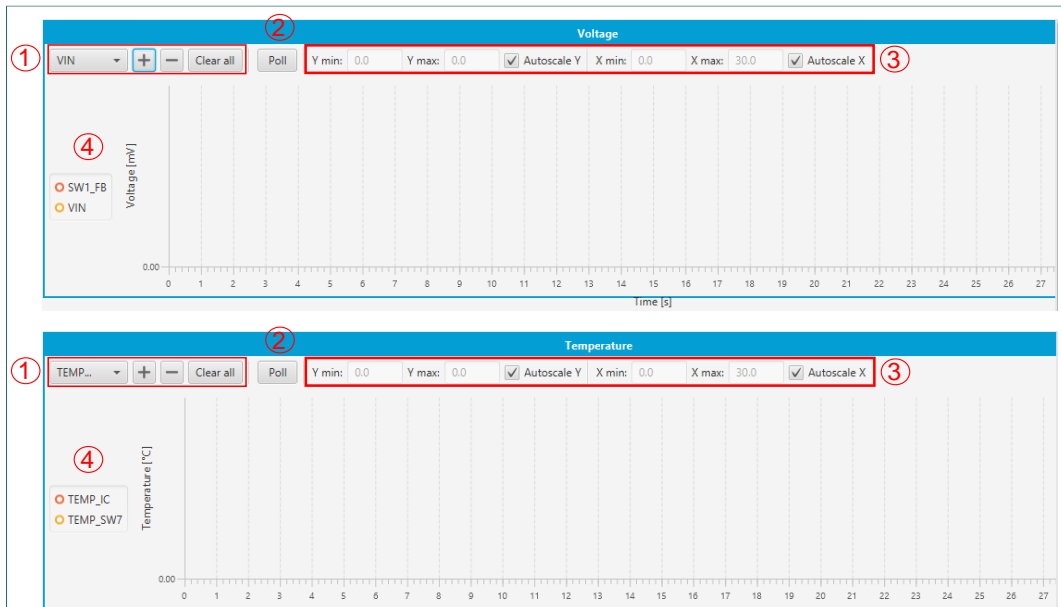 ②
Voltage
① VIN + − Clear all Poll Y min: 0.0 Y max: 0.0 Autoscale Y X min: 0.0 X max: 30.0 Autoscale X ③
④
Voltage [mV]
SW1_FB
VIN
0.00
0 1 2 3 4 5 6 7 8 9 10 11 12 13 14 15 16 17 18 19 20 21 22 23 24 25 26 27
Time [s]
②
Temperature
① TEMP... + − Clear all Poll Y min: 0.0 Y max: 0.0 Autoscale Y X min: 0.0 X max: 30.0 Autoscale X ③
④
Temperature [°C]
TEMP_IC
TEMP_SW7
0.00
0 1 2 3 4 5 6 7 8 9 10 11 12 13 14 15 16 17 18 19 20 21 22 23 24 25 26 27